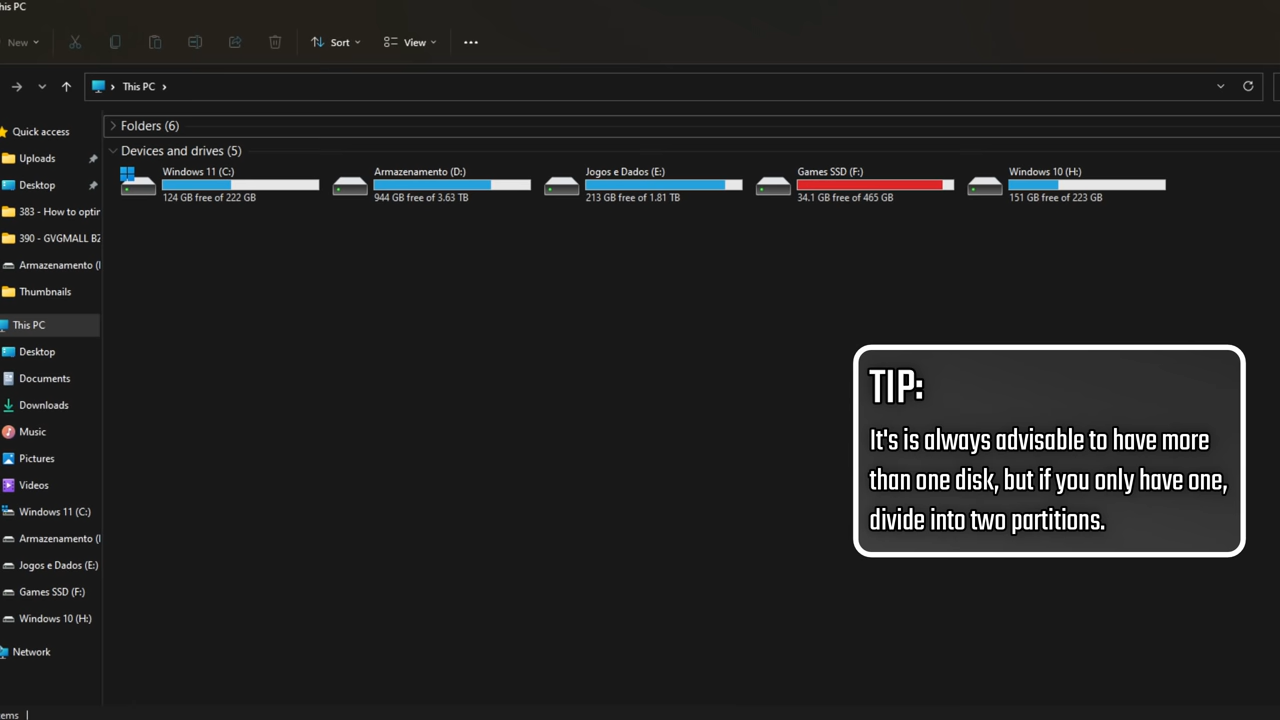 his PC
New
Sort
View
This PC
Quick access
Uploads
Desktop
383 - How to optir
390 - GVGMALL BZ
Armazenamento (I
Thumbnails
This PC
Desktop
Documents
Downloads
Music
Pictures
Videos
Windows 11 (C:)
Armazenamento (I
Jogos e Dados (E:)
Games SSD (F:)
Windows 10 (H:)
Network
ems
Folders (6)
Devices and drives (5)
Windows 11 (C:)
124 GB free of 222 GB
Armazenamento (D:)
944 GB free of 3.63 TB
Jogos e Dados (E:)
213 GB free of 1.81 TB
Games SSD (F:)
34.1 GB free of 465 GB
Windows 10 (H:)
151 GB free of 223 GB
TIP:
It's is always advisable to have more
than one disk, but if you only have one,
divide into two partitions.